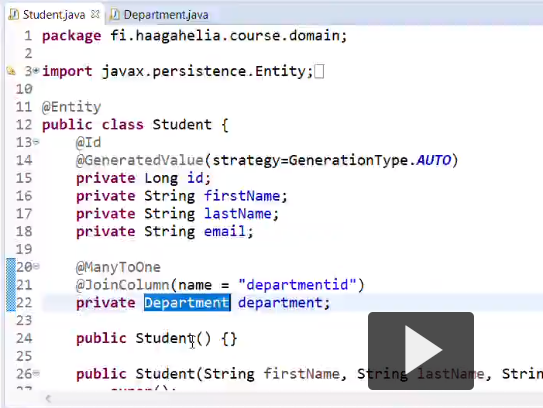 Student.java Department.java
1 package fi.haagahelia.course.domain;
2
3 import javax.persistence.Entity;
10
11 @Entity
12 public class Student {
13 @Id
14 @GeneratedValue(strategy=GenerationType.AUTO)
15 private Long id;
16 private String firstName;
17 private String lastName;
18 private String email;
19
20 @ManyToOne
21 @JoinColumn(name = "departmentid")
22 private Department department;
23
24 public Student() {}
25
26 public Student(String firstName, String lastName, Strin
27 super();